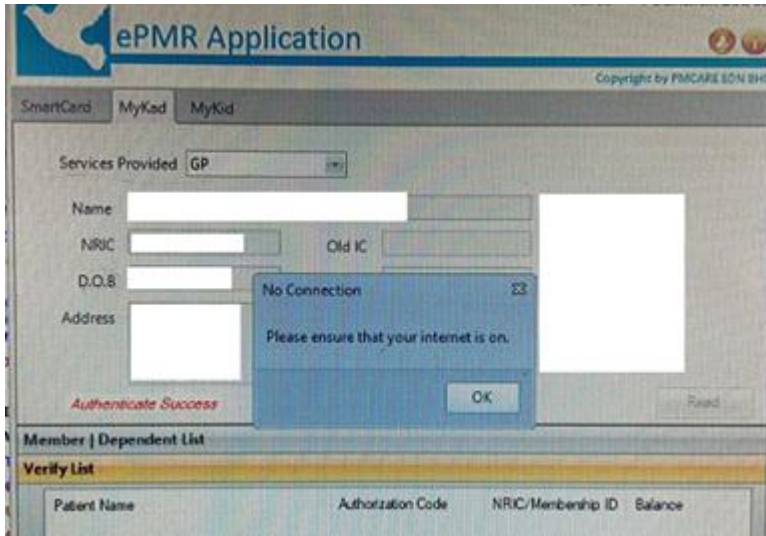 ePMR Application
Copyright by PMCARE SDN BHD
SmartCard MyKad MyKid
Services Provided GP
Name
NRIC Old IC
D.O.B
No Connection
Address
Please ensure that your internet is on.
OK
Authenticate Success Read
Member | Dependent List
Verify List
Patient Name Authorization Code NRIC/Membership ID Balance